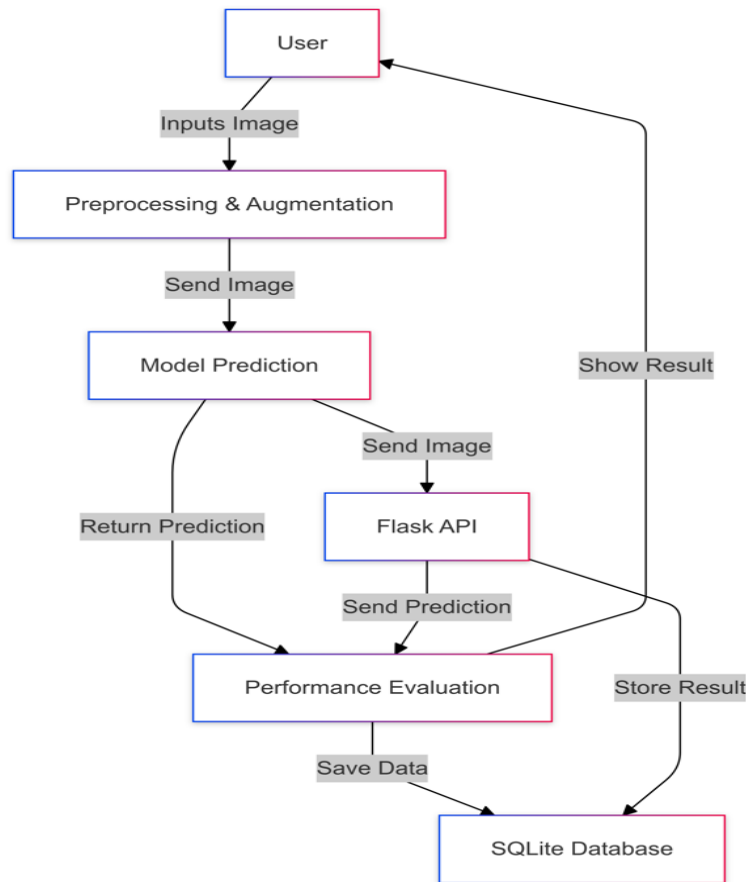 User
Inputs Image
Preprocessing & Augmentation
Send Image
Model Prediction
Show Result
Send Image
Return Prediction
Flask API
Send Prediction
Performance Evaluation
Store Result
Save Data
SQLite Database